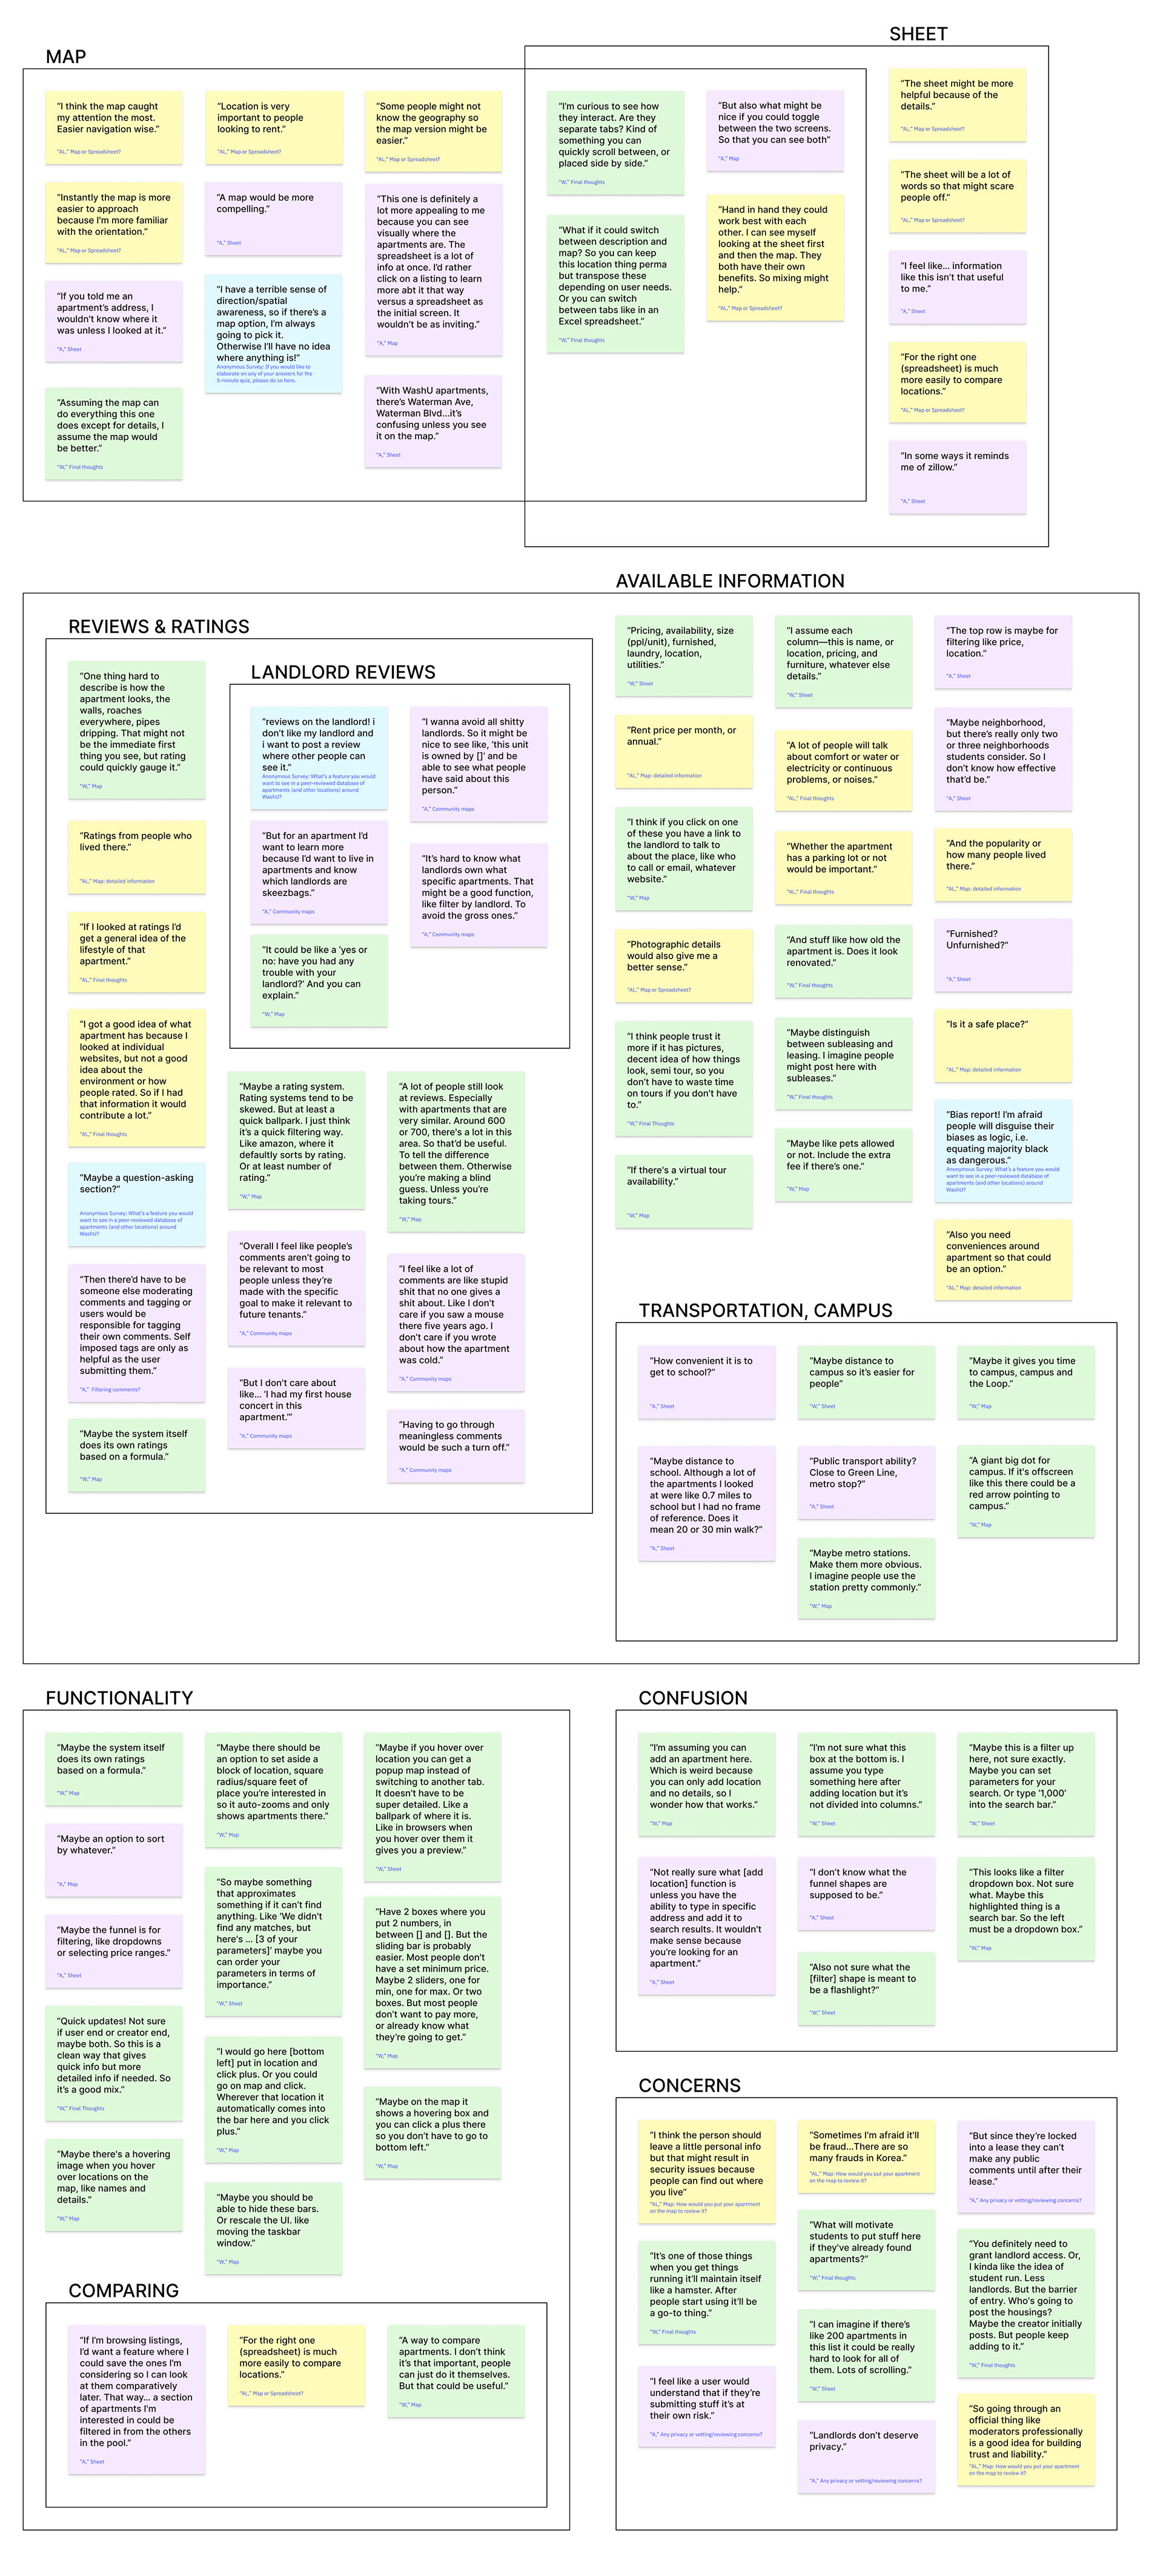 SHEET
MAP
“I think the map caught
my attention the most.
Easier navigation wise.”
“AL,” Map or Spreadsheet?
“Location is very
important to people
looking to rent.”
“AL,” Map or Spreadsheet?
“Some people might not
know the geography so
the map version might be
easier.”
“AL,” Map or Spreadsheet?
“Instantly the map is more
easier to approach
because I'm more familiar
with the orientation.”
“AL,” Map or Spreadsheet?
“A map would be more
compelling.”
“A,” Sheet
“This one is definitely a
lot more appealing to me
because you can see
visually where the
apartments are. The
spreadsheet is a lot of
info at once. I’d rather
click on a listing to learn
more abt it that way
versus a spreadsheet as
the initial screen. It
wouldn’t be as inviting.”
“A,” Map
“If you told me an
apartment’s address, I
wouldn't know where it
was unless I looked at it.”
“A,” Sheet
“I have a terrible sense of
direction/spatial
awareness, so if there’s a
map option, I’m always
going to pick it.
Otherwise I’ll have no idea
where anything is!”
Anonymous Survey: If you would like to
elaborate on any of your answers for the
5-minute quiz, please do so here.
“Assuming the map can
do everything this one
does except for details, I
assume the map would
be better.”
“W,” Final thoughts
“With WashU apartments,
there’s Waterman Ave,
Waterman Blvd...it’s
confusing unless you see
it on the map.”
“A,” Sheet
“I’m curious to see how
they interact. Are they
separate tabs? Kind of
something you can
quickly scroll between, or
placed side by side.”
“W,” Final thoughts
“But also what might be
nice if you could toggle
between the two screens.
So that you can see both”
“A,” Map
“What if it could switch
between description and
map? So you can keep
this location thing perma
but transpose these
depending on user needs.
Or you can switch
between tabs like in an
Excel spreadsheet.”
“W,” Final thoughts
“Hand in hand they could
work best with each
other. I can see myself
looking at the sheet first
and then the map. They
both have their own
benefits. So mixing might
help.”
“AL,” Map or Spreadsheet?
“The sheet might be more
helpful because of the
details.”
“AL,” Map or Spreadsheet?
“The sheet will be a lot of
words so that might scare
people off.”
“AL,” Map or Spreadsheet?
“I feel like... information
like this isn’t that useful
to me.”
“A,” Sheet
“For the right one
(spreadsheet) is much
more easily to compare
locations.”
“AL,” Map or Spreadsheet?
“In some ways it reminds
me of zillow.”
“A,” Sheet
AVAILABLE INFORMATION
REVIEWS & RATINGS
LANDLORD REVIEWS
“One thing hard to
describe is how the
apartment looks, the
walls, roaches
everywhere, pipes
dripping. That might not
be the immediate first
thing you see, but rating
could quickly gauge it.”
“W,” Map
“Ratings from people who
lived there.”
“AL,” Map: detailed information
“If I looked at ratings I’d
get a general idea of the
lifestyle of that
apartment.”
“AL,” Final thoughts
“I got a good idea of what
apartment has because I
looked at individual
websites, but not a good
idea about the
environment or how
people rated. So if I had
that information it would
contribute a lot.”
“AL,” Final thoughts
“Maybe a question-asking
section?”
Anonymous Survey: What’s a feature you would
want to see in a peer-reviewed database of
apartments (and other locations) around
WashU?
“Then there’d have to be
someone else moderating
comments and tagging or
users would be
responsible for tagging
their own comments. Self
imposed tags are only as
helpful as the user
submitting them.”
“A,” Filtering comments?
“Maybe the system itself
does its own ratings
based on a formula.”
“W,” Map
“reviews on the landlord! i
don’t like my landlord and
i want to post a review
where other people can
see it.”
Anonymous Survey: What’s a feature you would
want to see in a peer-reviewed database of
apartments (and other locations) around
WashU?
“I wanna avoid all shitty
landlords. So it might be
nice to see like, ‘this unit
is owned by []’ and be
able to see what people
have said about this
person.”
“A,” Community maps
“But for an apartment I’d
want to learn more
because I’d want to live in
apartments and know
which landlords are
skeezbags.”
“A,” Community maps
“It’s hard to know what
landlords own what
specific apartments. That
might be a good function,
like filter by landlord. To
avoid the gross ones.”
“A,” Community maps
“It could be like a ‘yes or
no: have you had any
trouble with your
landlord?’ And you can
explain.”
“W,” Map
“Maybe a rating system.
Rating systems tend to be
skewed. But at least a
quick ballpark. I just think
it’s a quick filtering way.
Like amazon, where it
defaultly sorts by rating.
Or at least number of
rating.”
“W,” Map
“A lot of people still look
at reviews. Especially
with apartments that are
very similar. Around 600
or 700, there’s a lot in this
area. So that’d be useful.
To tell the difference
between them. Otherwise
you’re making a blind
guess. Unless you’re
taking tours.”
“W,” Map
“Overall I feel like people’s
comments aren’t going to
be relevant to most
people unless they’re
made with the specific
goal to make it relevant to
future tenants.”
“A,” Community maps
“I feel like a lot of
comments are like stupid
shit that no one gives a
shit about. Like I don’t
care if you saw a mouse
there five years ago. I
don’t care if you wrote
about how the apartment
was cold.”
“A,” Community maps
“But I don't care about
like... ‘I had my first house
concert in this
apartment.’”
“A,” Community maps
“Having to go through
meaningless comments
would be such a turn off.”
“A,” Community maps
“Pricing, availability, size
(ppl/unit), furnished,
laundry, location,
utilities.”
“W,” Sheet
“I assume each
column—this is name, or
location, pricing, and
furniture, whatever else
details.”
“W,” Sheet
“The top row is maybe for
filtering like price,
location.”
“A,” Sheet
“Rent price per month, or
annual.”
“AL,” Map: detailed information
“A lot of people will talk
about comfort or water or
electricity or continuous
problems, or noises.”
“AL,” Final thoughts
“Maybe neighborhood,
but there’s really only two
or three neighborhoods
students consider. So I
don’t know how effective
that’d be.”
“A,” Sheet
“I think if you click on one
of these you have a link to
the landlord to talk to
about the place, like who
to call or email, whatever
website.”
“W,” Map
“Whether the apartment
has a parking lot or not
would be important.”
“AL,” Final thoughts
“And the popularity or
how many people lived
there.”
“AL,” Map: detailed information
“Photographic details
would also give me a
better sense.”
“AL,” Map or Spreadsheet?
“And stuff like how old the
apartment is. Does it look
renovated.”
“W,” Final thoughts
“Furnished?
Unfurnished?”
“A,” Sheet
“I think people trust it
more if it has pictures,
decent idea of how things
look, semi tour, so you
don’t have to waste time
on tours if you don't have
to.”
“W,” Final Thoughts
“Maybe distinguish
between subleasing and
leasing. I imagine people
might post here with
subleases.”
“W,” Final thoughts
“Is it a safe place?”
“AL,” Map: detailed information
“Bias report! I’m afraid
people will disguise their
biases as logic, i.e.
equating majority black
as dangerous.”
Anonymous Survey: What’s a feature you would
want to see in a peer-reviewed database of
apartments (and other locations) around
WashU?
“If there’s a virtual tour
availability.”
“W,” Map
“Maybe like pets allowed
or not. Include the extra
fee if there’s one.”
“W,” Map
“Also you need
conveniences around
apartment so that could
be an option.”
“AL,” Map: detailed information
TRANSPORTATION, CAMPUS
“How convenient it is to
get to school?”
“A,” Sheet
“Maybe distance to
campus so it’s easier for
people”
“W,” Sheet
“Maybe it gives you time
to campus, campus and
the Loop.”
“W,” Map
“Maybe distance to
school. Although a lot of
the apartments I looked
at were like 0.7 miles to
school but I had no frame
of reference. Does it
mean 20 or 30 min walk?”
“A,” Sheet
“Public transport ability?
Close to Green Line,
metro stop?”
“A,” Sheet
“A giant big dot for
campus. If it's offscreen
like this there could be a
red arrow pointing to
campus.”
“W,” Map
“Maybe metro stations.
Make them more obvious.
I imagine people use the
station pretty commonly.”
“W,” Map
FUNCTIONALITY
“Maybe the system itself
does its own ratings
based on a formula.”
“W,” Map
“Maybe there should be
an option to set aside a
block of location, square
radius/square feet of
place you’re interested in
so it auto-zooms and only
shows apartments there.”
“W,” Map
“Maybe if you hover over
location you can get a
popup map instead of
switching to another tab.
It doesn’t have to be
super detailed. Like a
ballpark of where it is.
Like in browsers when
you hover over them it
gives you a preview.”
“W,” Sheet
“Maybe an option to sort
by whatever.”
“A,” Map
“Maybe the funnel is for
filtering, like dropdowns
or selecting price ranges.”
“A,” Sheet
“So maybe something
that approximates
something if it can’t find
anything. Like ‘We didn't
find any matches, but
here's ... [3 of your
parameters]’ maybe you
can order your
parameters in terms of
importance.”
“W,” Sheet
“Have 2 boxes where you
put 2 numbers, in
between [] and []. But the
sliding bar is probably
easier. Most people don't
have a set minimum price.
Maybe 2 sliders, one for
min, one for max. Or two
boxes. But most people
don’t want to pay more,
or already know what
they’re going to get.”
“W,” Map
“Quick updates! Not sure
if user end or creator end,
maybe both. So this is a
clean way that gives
quick info but more
detailed info if needed. So
it’s a good mix.”
“W,” Final Thoughts
“I would go here [bottom
left] put in location and
click plus. Or you could
go on map and click.
Wherever that location it
automatically comes into
the bar here and you click
plus.”
“W,” Map
“Maybe on the map it
shows a hovering box and
you can click a plus there
so you don’t have to go to
bottom left.”
“W,” Map
“Maybe there's a hovering
image when you hover
over locations on the
map, like names and
details.”
“W,” Map
“Maybe you should be
able to hide these bars.
Or rescale the UI. like
moving the taskbar
window.”
“W,” Map
COMPARING
“If I’m browsing listings,
I’d want a feature where I
could save the ones I’m
considering so I can look
at them comparatively
later. That way... a section
of apartments I’m
interested in could be
filtered in from the others
in the pool.”
“A,” Sheet
“For the right one
(spreadsheet) is much
more easily to compare
locations.”
“AL,” Map or Spreadsheet?
“A way to compare
apartments. I don’t think
it’s that important, people
can just do it themselves.
But that could be useful.”
“W,” Map
CONFUSION
“I’m assuming you can
add an apartment here.
Which is weird because
you can only add location
and no details, so I
wonder how that works.”
“W,” Map
“I’m not sure what this
box at the bottom is. I
assume you type
something here after
adding location but it’s
not divided into columns.”
“W,” Sheet
“Maybe this is a filter up
here, not sure exactly.
Maybe you can set
parameters for your
search. Or type ‘1,000’
into the search bar.”
“W,” Sheet
“Not really sure what [add
location] function is
unless you have the
ability to type in specific
address and add it to
search results. It wouldn't
make sense because
you’re looking for an
apartment.”
“A,” Sheet
“I don’t know what the
funnel shapes are
supposed to be.”
“A,” Sheet
“This looks like a filter
dropdown box. Not sure
what. Maybe this
highlighted thing is a
search bar. So the left
must be a dropdown box.”
“W,” Map
“Also not sure what the
[filter] shape is meant to
be a flashlight?”
“W,” Sheet
CONCERNS
“I think the person should
leave a little personal info
but that might result in
security issues because
people can find out where
you live”
“AL,” Map: How would you put your apartment
on the map to review it?
“Sometimes I’m afraid it'll
be fraud...There are so
many frauds in Korea.”
“AL,” Map: How would you put your apartment
on the map to review it?
“But since they’re locked
into a lease they can’t
make any public
comments until after their
lease.”
“A,” Any privacy or vetting/reviewing concerns?
“What will motivate
students to put stuff here
if they've already found
apartments?”
“W,” Final thoughts
“It’s one of those things
when you get things
running it’ll maintain itself
like a hamster. After
people start using it’ll be
a go-to thing.”
“W,” Final thoughts
“You definitely need to
grant landlord access. Or,
I kinda like the idea of
student run. Less
landlords. But the barrier
of entry. Who's going to
post the housings?
Maybe the creator initially
posts. But people keep
adding to it.”
“W,” Final thoughts
“I can imagine if there’s
like 200 apartments in
this list it could be really
hard to look for all of
them. Lots of scrolling.”
“W,” Sheet
“I feel like a user would
understand that if they’re
submitting stuff it’s at
their own risk.”
“A,” Any privacy or vetting/reviewing concerns?
“Landlords don’t deserve
privacy.”
“A,” Any privacy or vetting/reviewing concerns?
“So going through an
official thing like
moderators professionally
is a good idea for building
trust and liability.”
“AL,” Map: How would you put your apartment
on the map to review it?